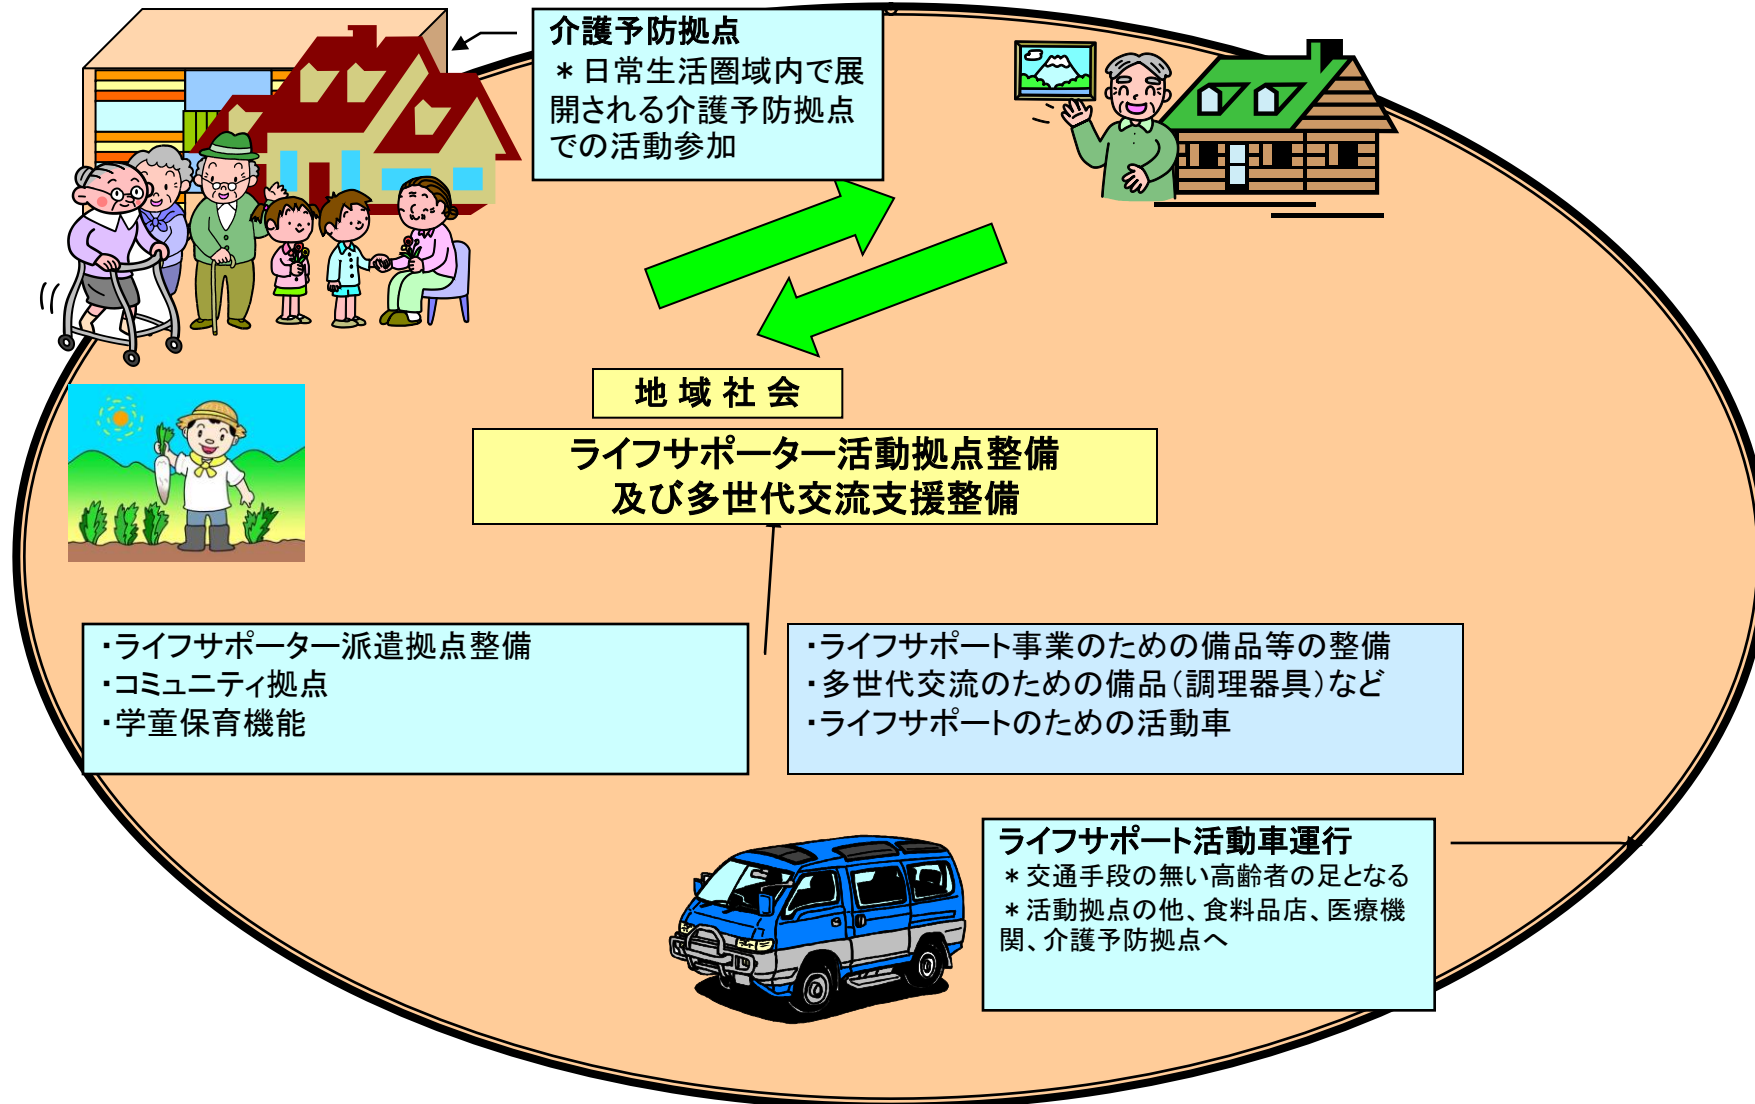 介護予防拠点
＊日常生活圏域内で展
開される介護予防拠点
での活動参加
地域社会
ライフサポーター活動拠点整備
及び多世代交流支援整備
・ライフサポーター派遣拠点整備
・コミュニティ拠点
・学童保育機能
・ライフサポート事業のための備品等の整備
・多世代交流のための備品（調理器具）など
・ライフサポートのための活動車
ライフサポート活動車運行
＊交通手段の無い高齢者の足となる
＊活動拠点の他、食料品店、医療機
関、介護予防拠点へ